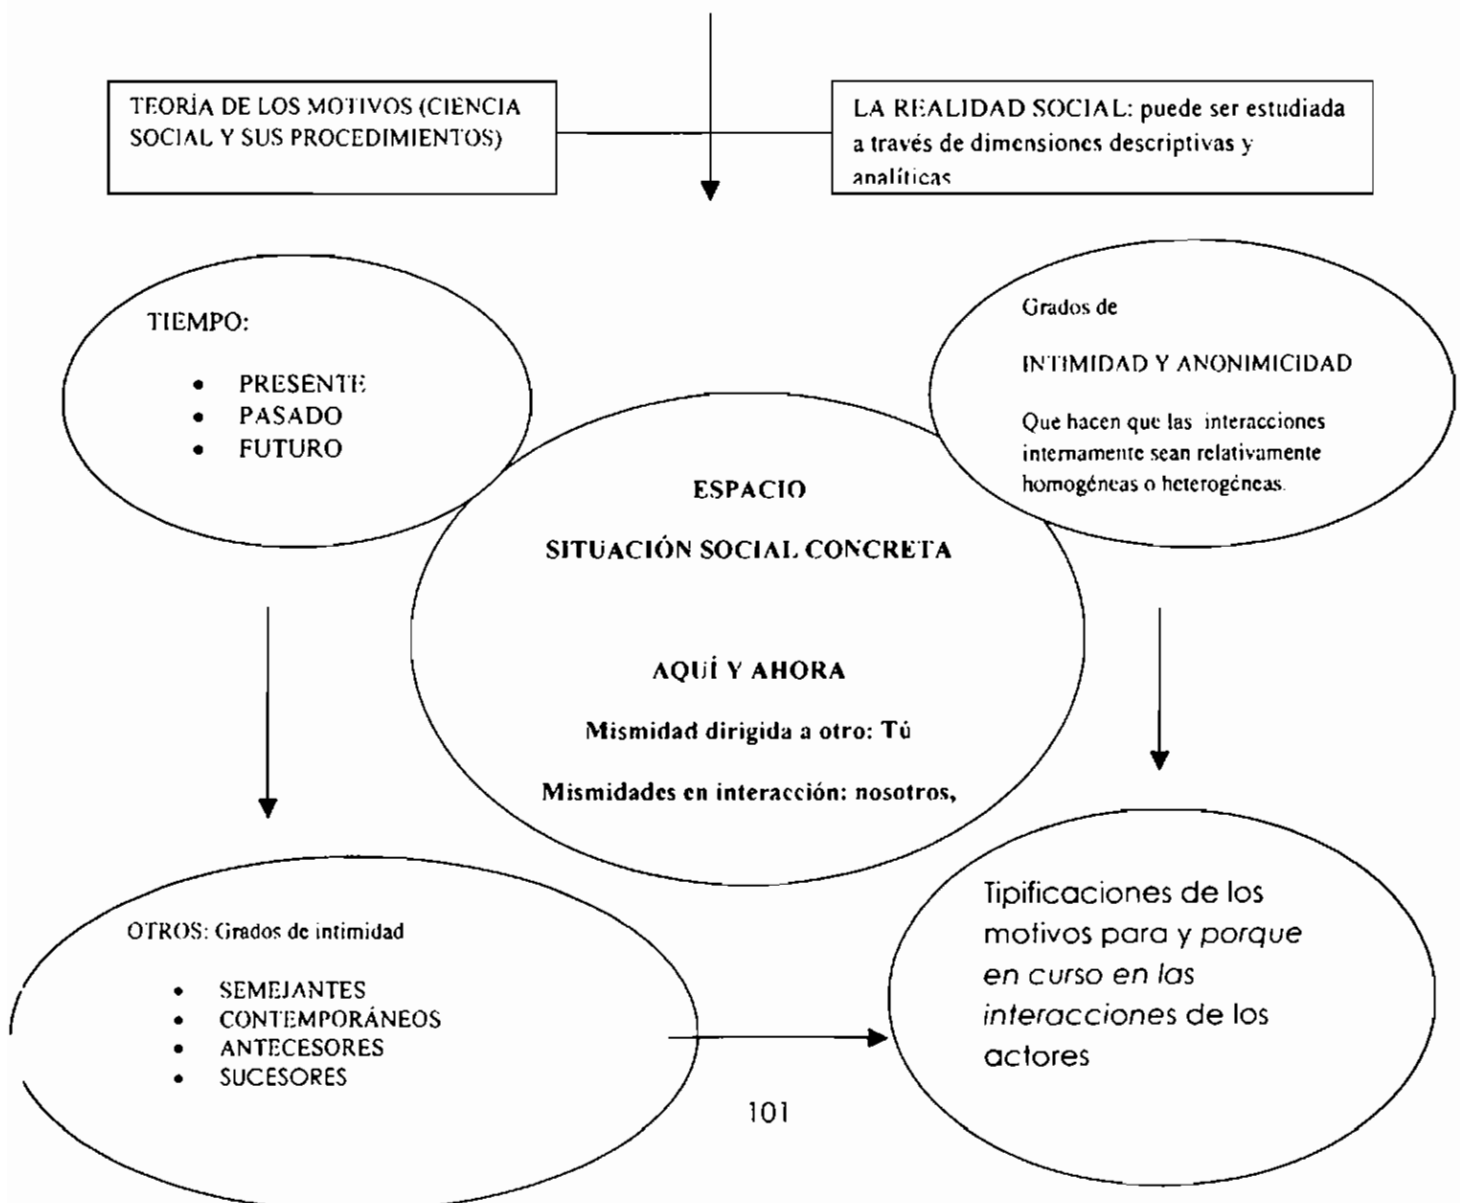 TEORÍA DE LOS MOTIVOS (CIENCIA
SOCIAL Y SUS PROCEDIMIENTOS)
LA REALIDAD SOCIAL: puede ser estudiada
a través de dimensiones descriptivas y
analíticas
TIEMPO:
• PRESENTE
• PASADO
• FUTURO
Grados de
INTIMIDAD Y ANONIMICIDAD
Que hacen que las interacciones
internamente sean relativamente
homogéneas o heterogéneas.
ESPACIO
SITUACIÓN SOCIAL CONCRETA
AQUÍ Y AHORA
Mismidad dirigida a otro: Tú
Mismidades en interacción: nosotros,
OTROS: Grados de intimidad
• SEMEJANTES
• CONTEMPORÁNEOS
• ANTECESORES
• SUCESORES
Tipificaciones de los
motivos para y porque
en curso en las
interacciones de los
actores
101